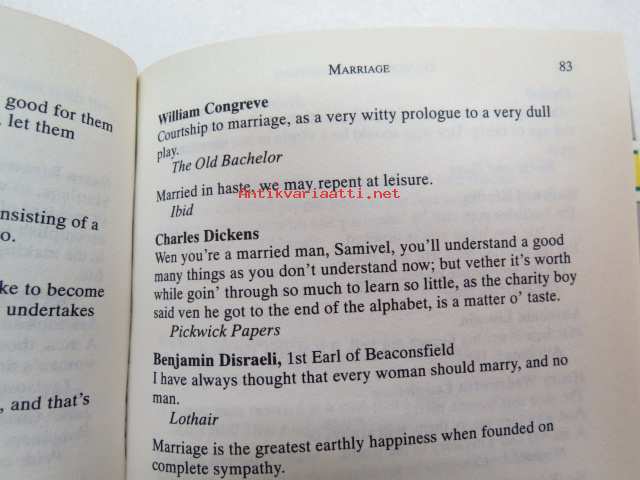 good for them
let them
nsisting of a
o.
ke to become
undertakes
, and that's
MARRIAGE 83
William Congreve
Courtship to marriage, as a very witty prologue to a very dull
play.
The Old Bachelor
Married in haste, we may repent at leisure.
Antikvariaatti.net
Ibid
Charles Dickens
Wen you're a married man, Samivel, you'll understand a good
many things as you don't understand now; but vether it's worth
while goin' through so much to learn so little, as the charity boy
said ven he got to the end of the alphabet, is a matter o' taste.
Pickwick Papers
Benjamin Disraeli, 1st Earl of Beaconsfield
I have always thought that every woman should marry, and no
man.
Lothair
Marriage is the greatest earthly happiness when founded on
complete sympathy.